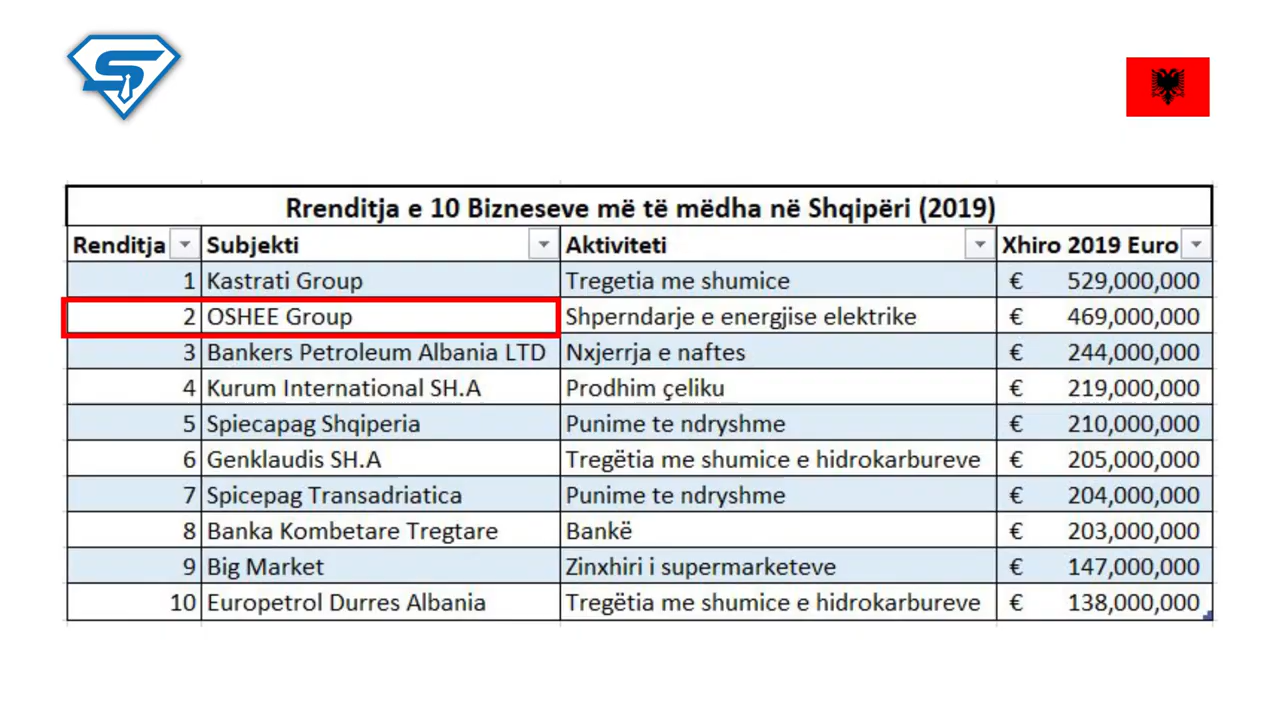 Rrenditja e 10 Bizneseve më të mëdha në Shqipëri (2019)
Renditja Subjekti Aktiviteti Xhiro 2019 Euro
1 Kastrati Group Tregetia me shumice € 529,000,000
2 OSHEE Group Shperndarje e energjise elektrike € 469,000,000
3 Bankers Petroleum Albania LTD Nxjerrja e naftes € 244,000,000
4 Kurum International SH.A Prodhim çeliku € 219,000,000
5 Spiecapag Shqiperia Punime te ndryshme € 210,000,000
6 Genklaudis SH.A Tregëtia me shumice e hidrokarbureve € 205,000,000
7 Spicepag Transadriatica Punime te ndryshme € 204,000,000
8 Banka Kombetare Tregtare Bankë € 203,000,000
9 Big Market Zinxhiri i supermarketeve € 147,000,000
10 Europetrol Durres Albania Tregëtia me shumice e hidrokarbureve € 138,000,000